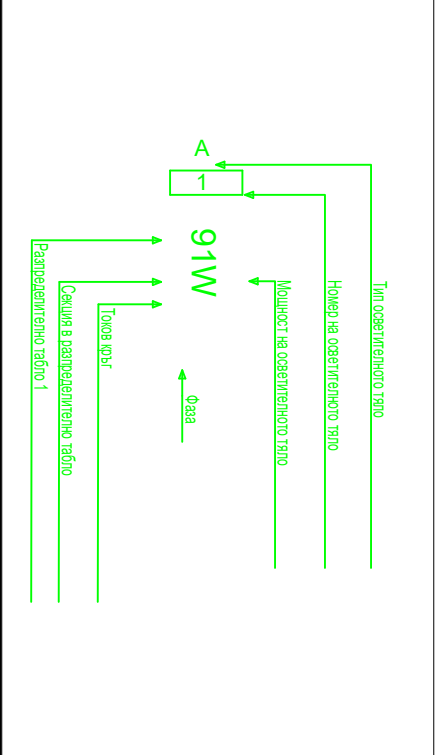 А
1
91W
Тип осветителното тяло
Номер на осветителното тяло
Мощност на осветителното тяло
Фаза
Токов кръг
Секция в разпределително табло
Разпределително табло 1